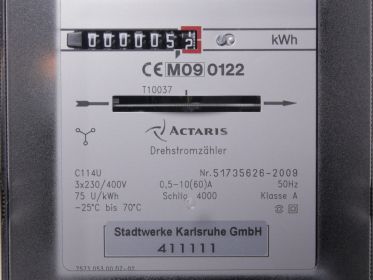 0000052 kWh
CE M09 0122
T10037
ACTARIS
Drehstromzähler
C114U Nr. 51735626-2009
3x230/400V 0,5-10(60)A 50Hz
75 U/kWh Schltg 4000 Klasse A
-25°C bis 70°C
Stadtwerke Karlsruhe GmbH
411111